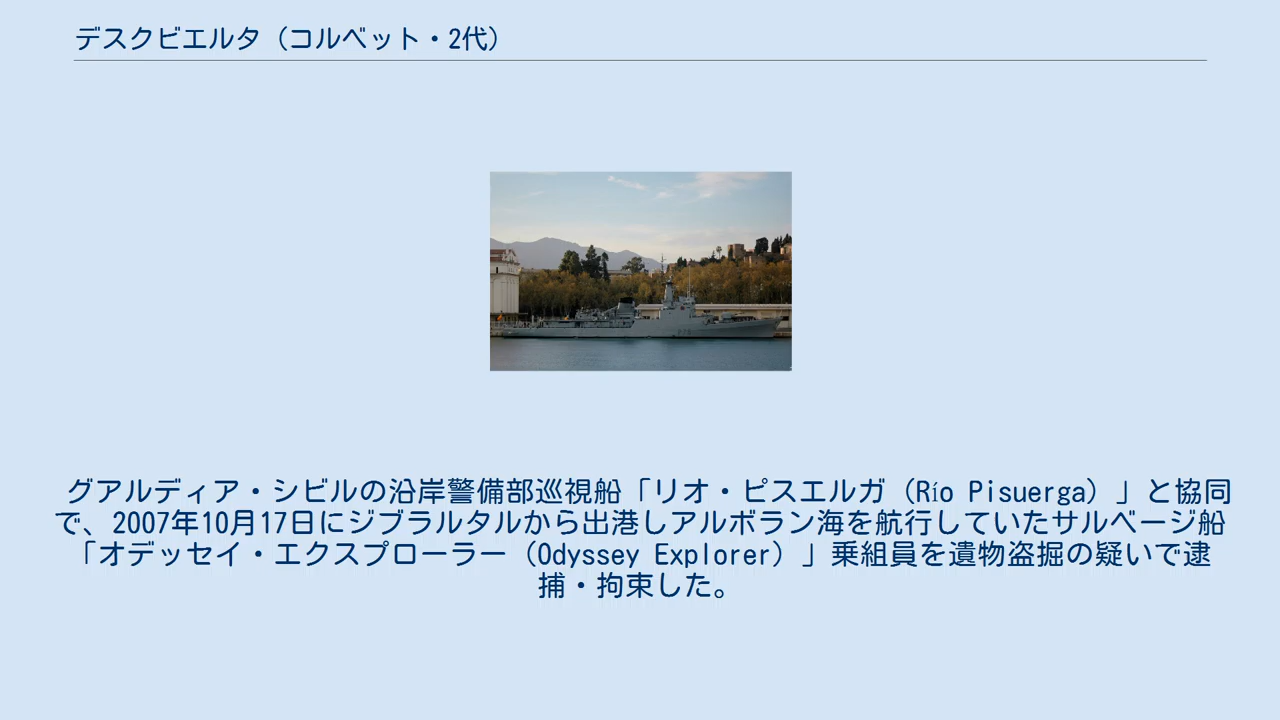 デスクビエルタ（コルベット・2代）
グアルディア・シビルの沿岸警備部巡視船「リオ・ピスエルガ（Río Pisuerga）」と協同
で、2007年10月17日にジブラルタルから出港しアルボラン海を航行していたサルベージ船
「オデッセイ・エクスプローラー（Odyssey Explorer）」乗組員を遺物盗掘の疑いで逮
捕・拘束した。